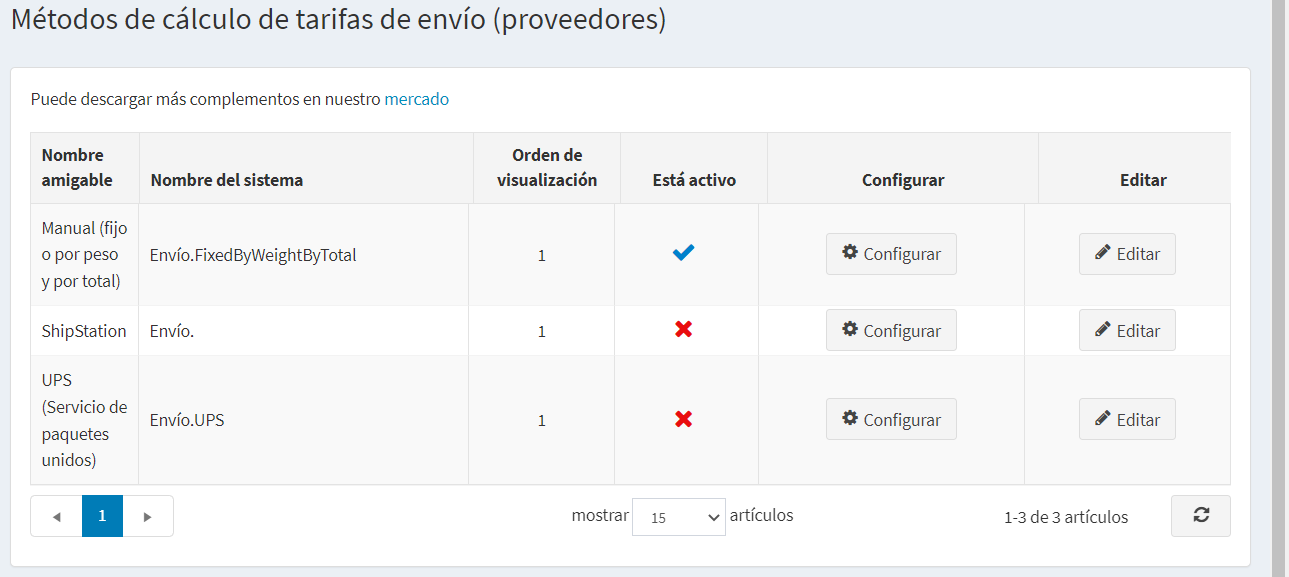 Métodos de cálculo de tarifas de envío (proveedores)
Puede descargar más complementos en nuestro mercado
Nombre amigable
Nombre del sistema
Orden de visualización
Está activo
Configurar
Editar
Manual (fijo
o por peso
y por total)
Envío.FixedByWeightByTotal
1
Configurar
Editar
ShipStation
Envío.
1
Configurar
Editar
UPS
(Servicio de
paquetes
unidos)
Envío.UPS
1
Configurar
Editar
1
mostrar 15 artículos
1-3 de 3 artículos